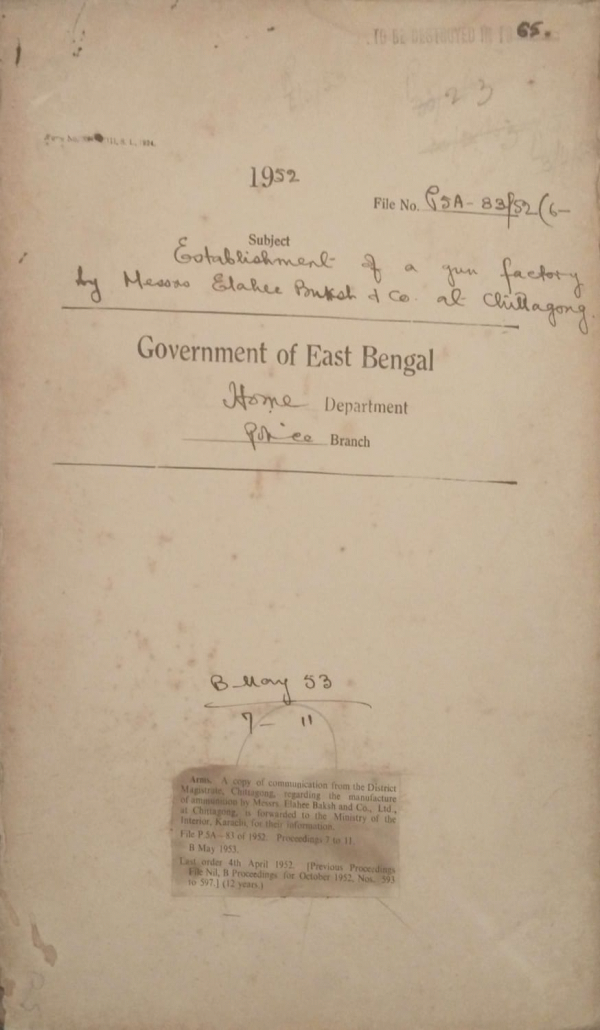 TO BE DESTROYED IN 65.
23
1952
File No. P5A-83/52 (6-
Subject
Establishment of a gun factory
by Messrs Elahee Buksh & Co. at Chittagong.
Government of East Bengal
Home Department
Police Branch
B May 53
7 - 11
Arms. A copy of communication from the District
Magistrate, Chittagong, regarding the manufacture
of ammunition by Messrs. Elahee Baksh and Co., Ltd.,
at Chittagong, is forwarded to the Ministry of the
Interior, Karachi, for their information.
File P.5A—83 of 1952. Proceedings 7 to 11.
B May 1953.
Last order 4th April 1952. [Previous Proceedings
File Nil, B Proceedings for October 1952, Nos. 593
to 597.] (12 years.)